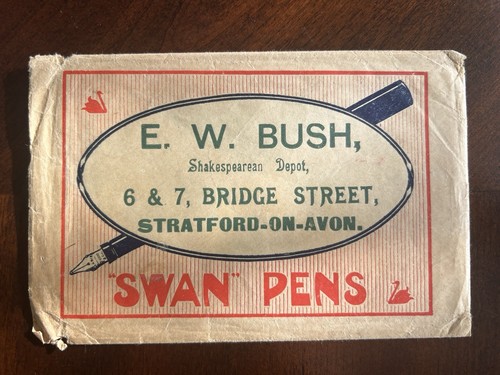 E. W. BUSH,
Shakespearean Depot,
6 & 7, BRIDGE STREET,
STRATFORD-ON-AVON.
"SWAN" PENS